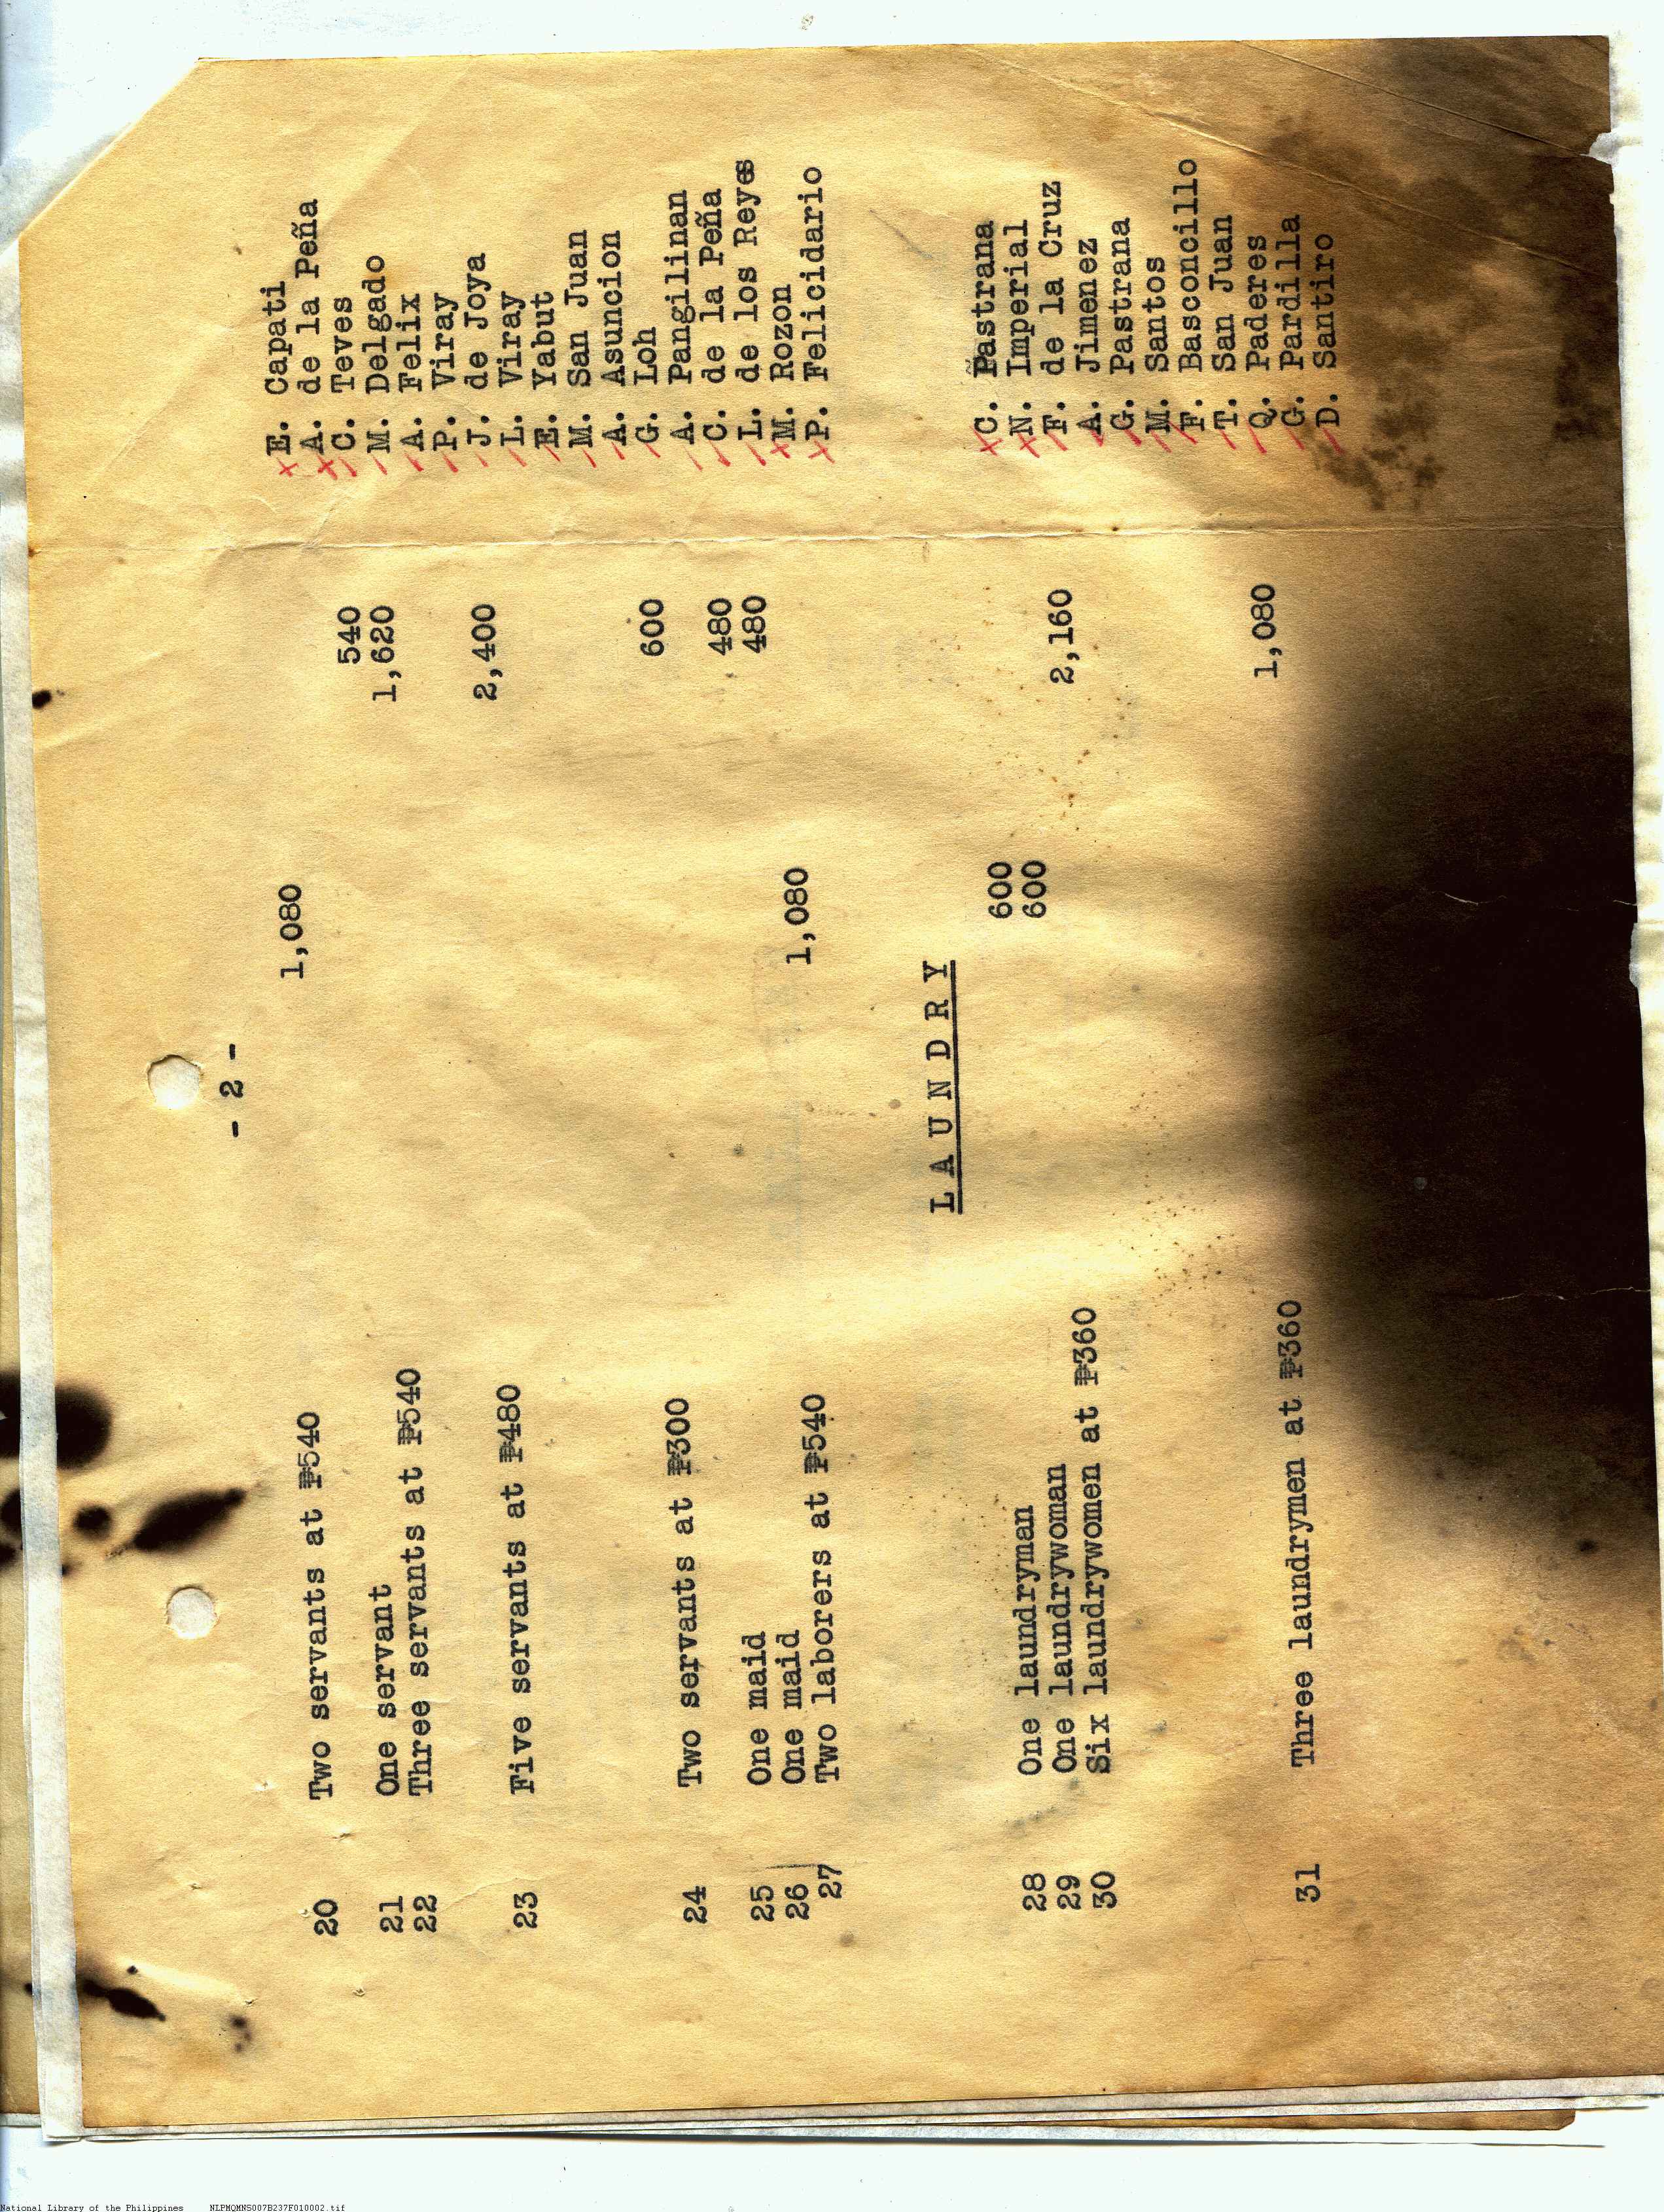 - 2 -
20 Two servants at ₱540 1,080 E. Capati
A. de la Peña
21 One servant 540 C. Teves
22 Three servants at ₱540 1,620 M. Delgado
A. Felix
P. Viray
23 Five servants at ₱480 2,400 J. de Joya
L. Viray
E. Yabut
M. San Juan
A. Asuncion
24 Two servants at ₱300 600 G. Loh
A. Pangilinan
25 One maid 480 C. de la Peña
26 One maid 480 L. de los Reyes
27 Two laborers at ₱540 1,080 M. Rozon
P. Felicidario
L A U N D R Y
28 One laundryman 600 C. Pastrana
29 One laundrywoman 600 N. Imperial
30 Six laundrywomen at ₱360 2,160 F. de la Cruz
A. Jimenez
G. Pastrana
M. Santos
F. Basconcillo
T. San Juan
31 Three laundrymen at ₱360 1,080 Q. Paderes
G. Pardilla
D. Santiro
National Library of the Philippines NLPMQMNS007B237F010002.tif